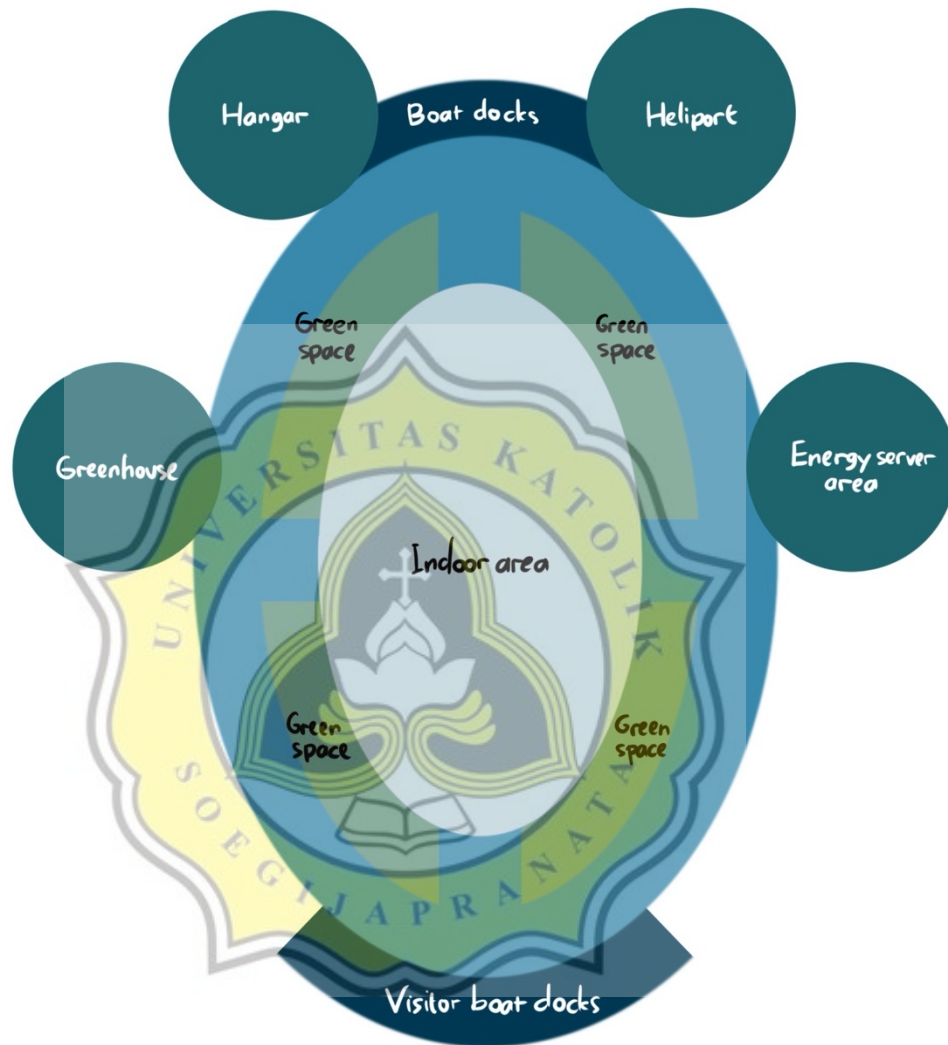 Hangar
Boat docks
Heliport
Green
space
Green
space
Greenhouse
Energy server
area
Indoor area
Green
space
Green
space
Visitor boat docks
UNIVERSITAS KATOLIK
SOEGIJAPRANATA